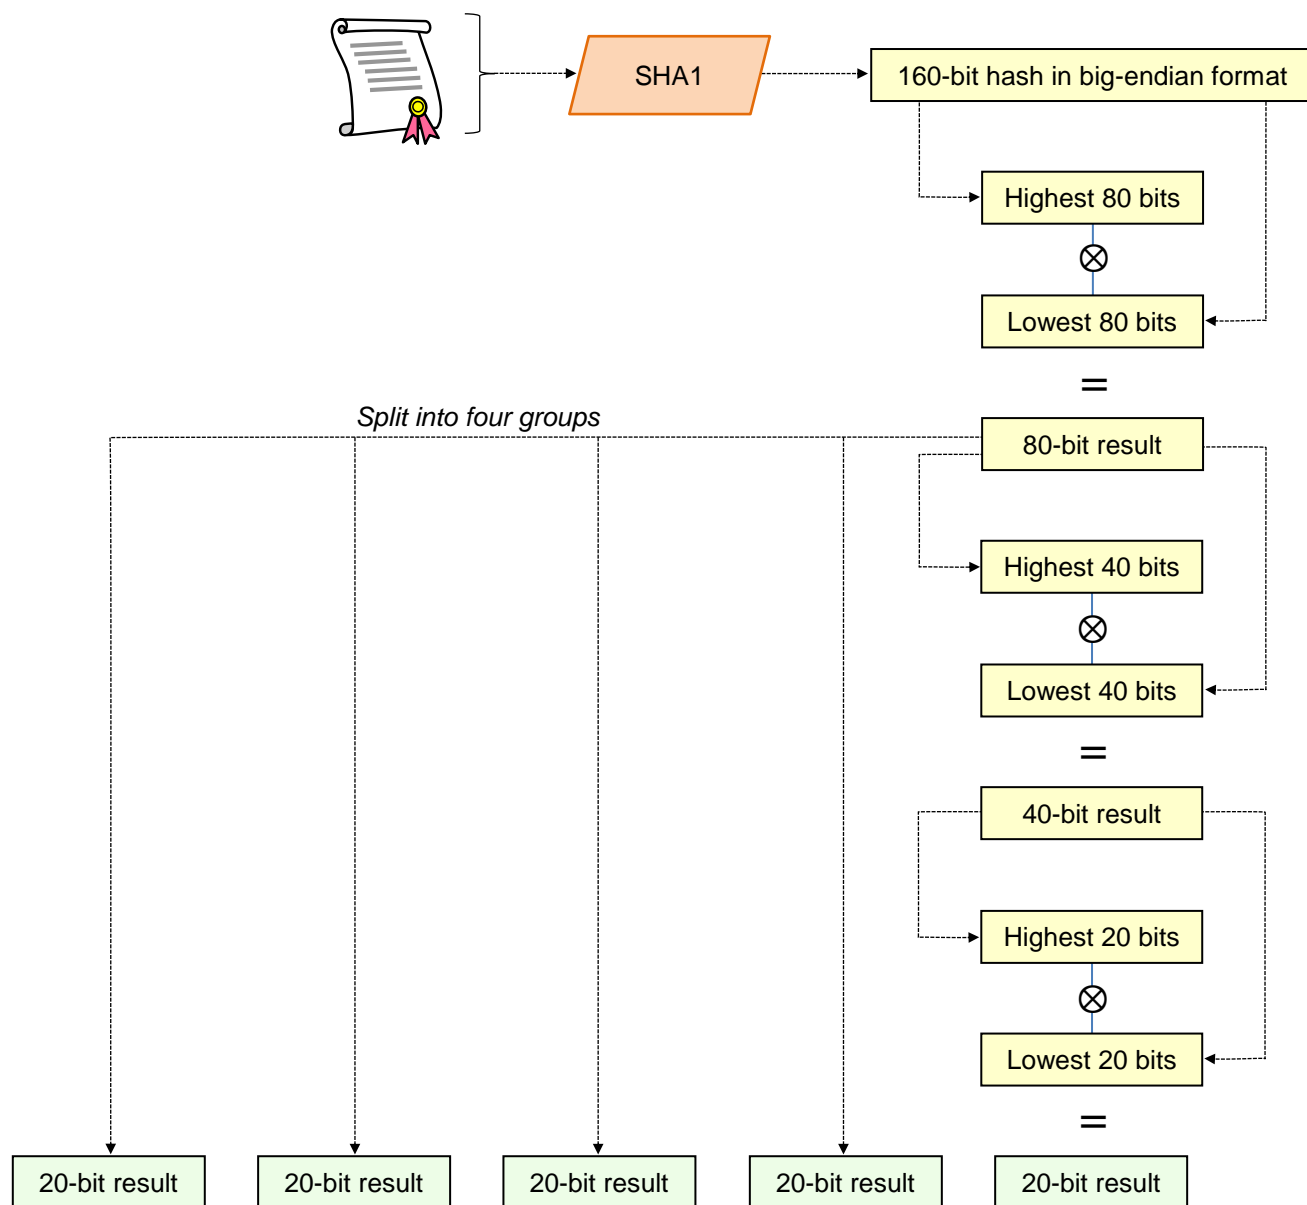 SHA1
160-bit hash in big-endian format
Highest 80 bits
Lowest 80 bits
=
Split into four groups
80-bit result
Highest 40 bits
Lowest 40 bits
=
40-bit result
Highest 20 bits
Lowest 20 bits
=
20-bit result
20-bit result
20-bit result
20-bit result
20-bit result